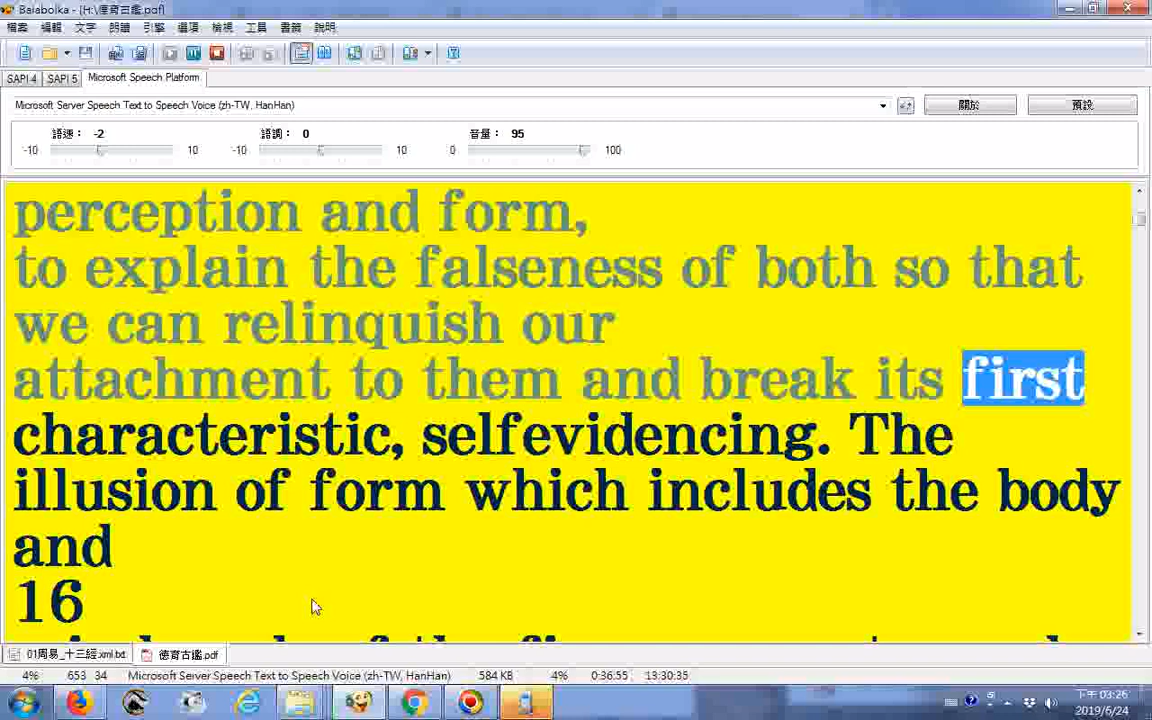 Balabolka - [H:\德育古鑑.pdf]
檔案 編輯 文字 朗讀 引擎 選項 檢視 工具 書籤 說明
SAPI 4 SAPI 5 Microsoft Speech Platform
Microsoft Server Speech Text to Speech Voice (zh-TW, HanHan) 關於 預設
語速: -2 語調: 0 音量: 95
-10 10 -10 10 0 100
perception and form,
to explain the falseness of both so that
we can relinquish our
attachment to them and break its first
characteristic, selfevidencing. The
illusion of form which includes the body
and
16
01周易_十三經.xml.txt 德育古鑑.pdf
4% 653 34 Microsoft Server Speech Text to Speech Voice (zh-TW, HanHan) 584 KB 4% 0:36:55 13:30:35
下午 03:26
2019/6/24